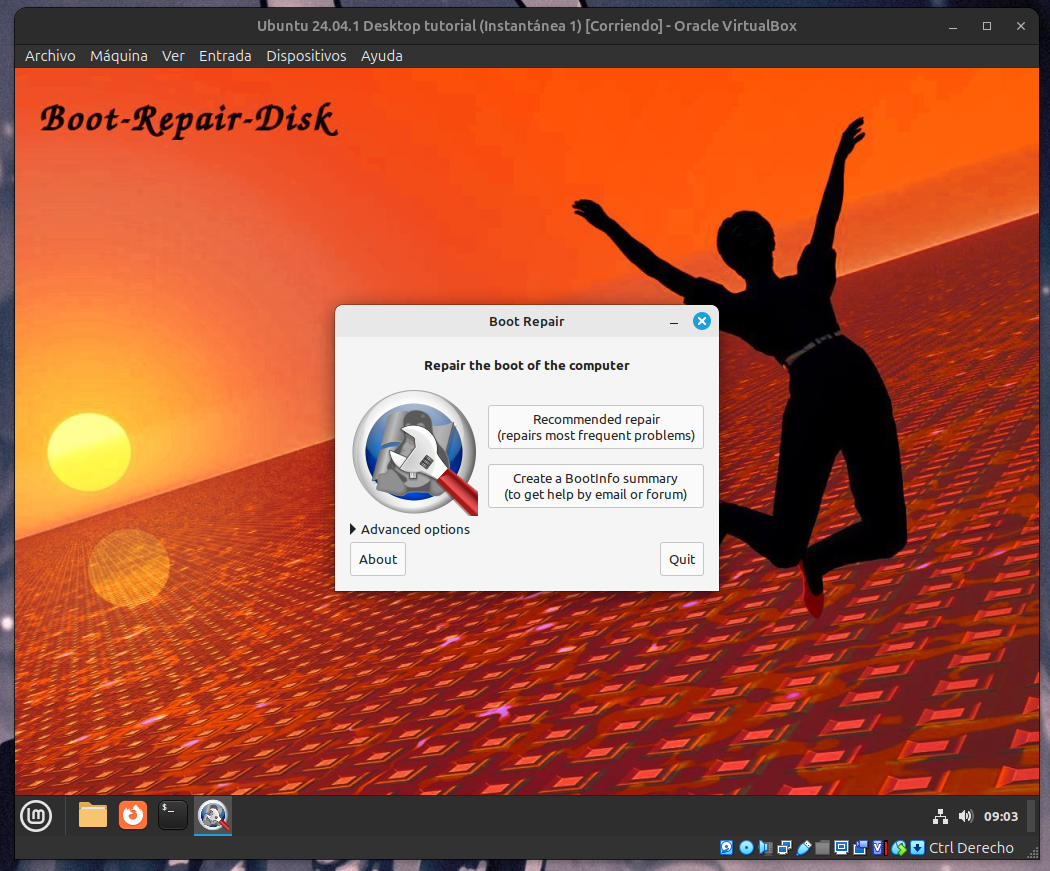 Ubuntu 24.04.1 Desktop tutorial (Instantánea 1) [Corriendo] - Oracle VirtualBox
Archivo Máquina Ver Entrada Dispositivos Ayuda
Boot-Repair-Disk
Boot Repair
Repair the boot of the computer
Recommended repair
(repairs most frequent problems)
Create a BootInfo summary
(to get help by email or forum)
Advanced options
About Quit
$_
09:03
Ctrl Derecho